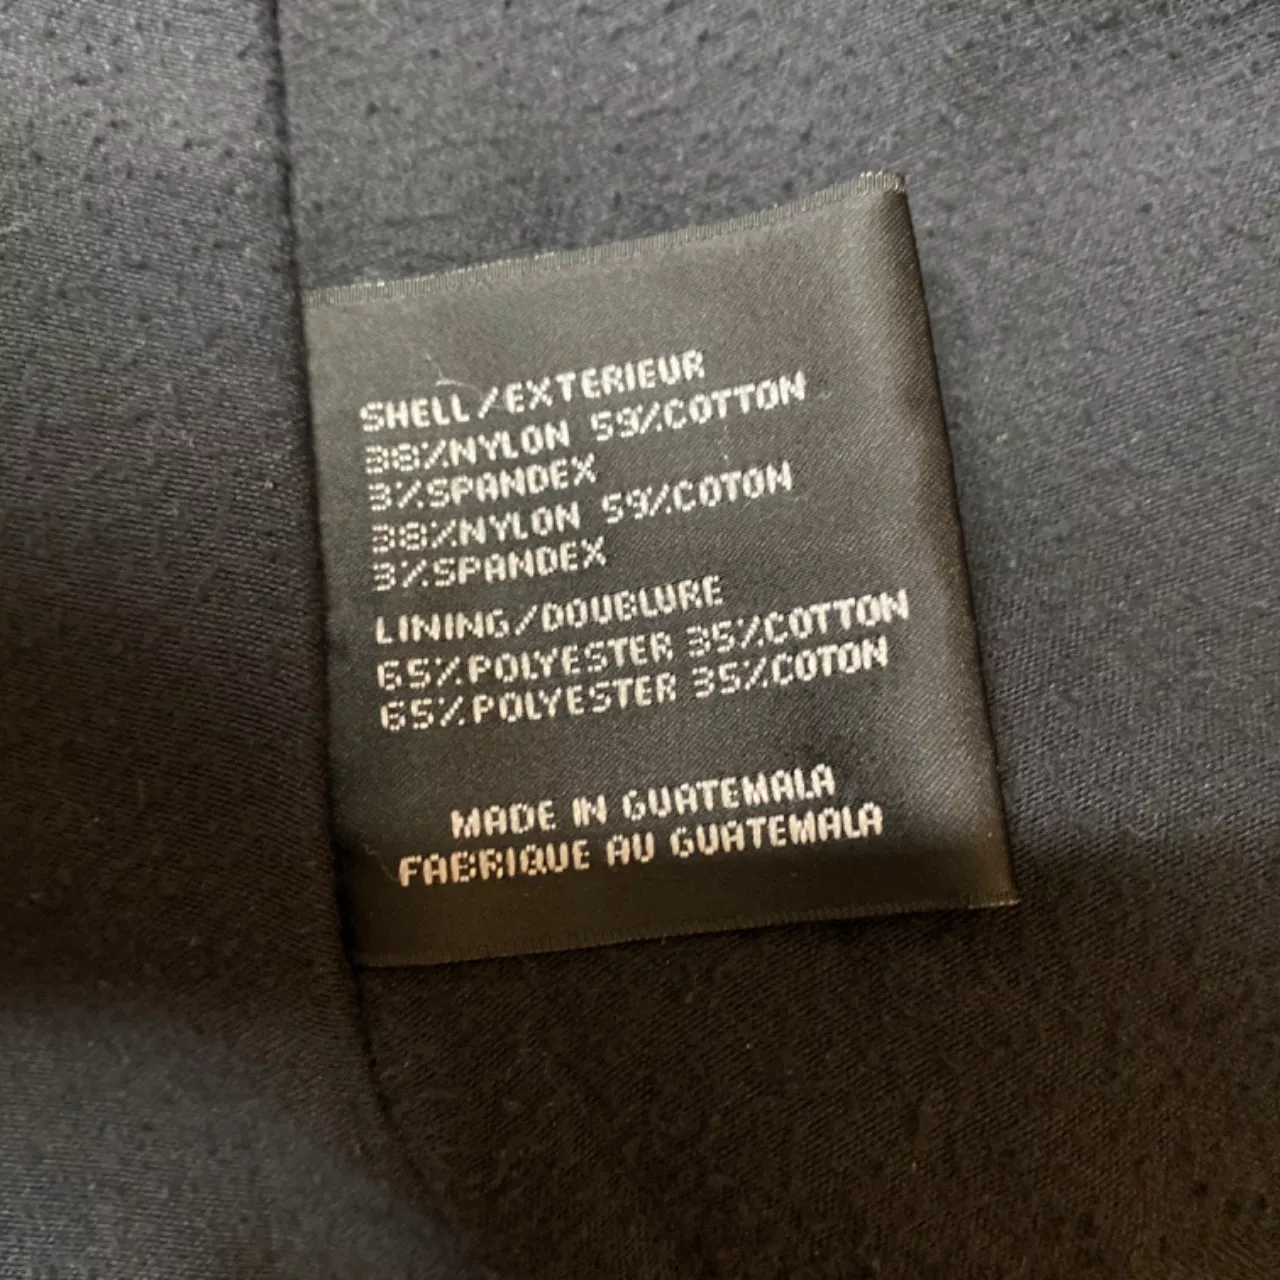 SHELL/EXTERIEUR
38%NYLON 59%COTTON
3%SPANDEX
38%NYLON 59%COTON
3%SPANDEX
LINING/DOUBLURE
65%POLYESTER 35%COTTON
65%POLYESTER 35%COTON
MADE IN GUATEMALA
FABRIQUE AU GUATEMALA